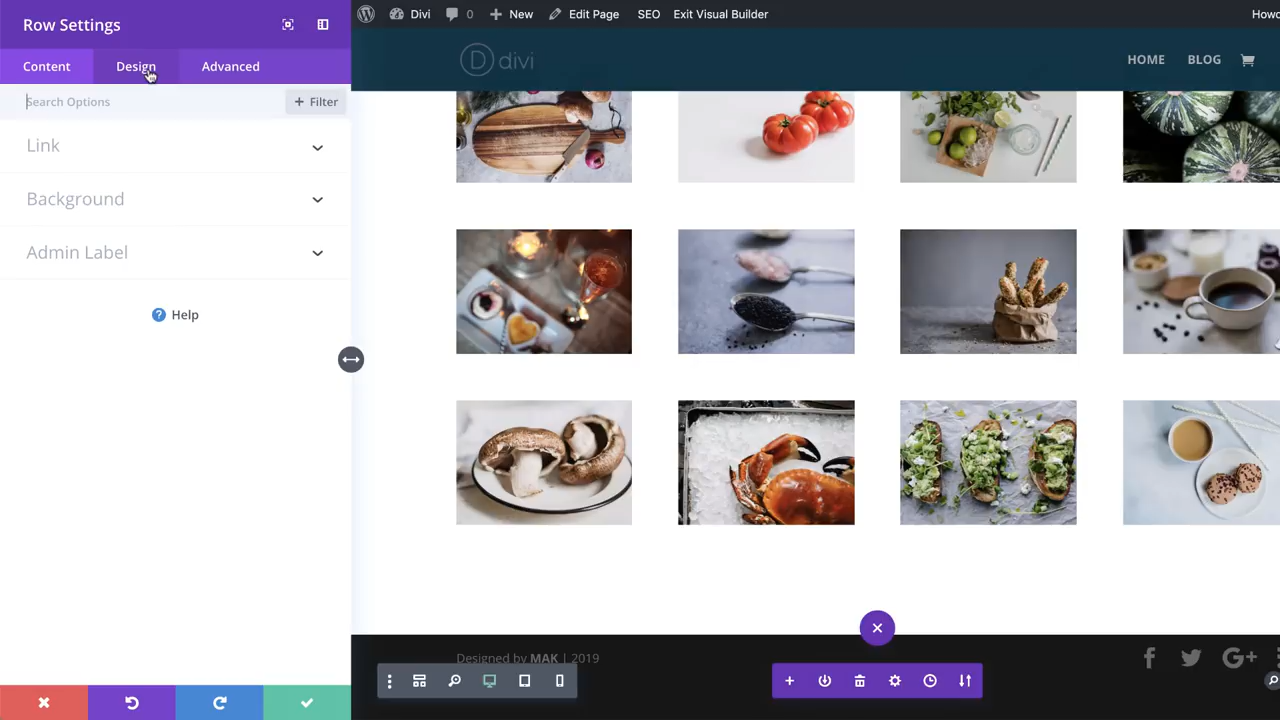 Row Settings
Content
Design
Advanced
Search Options
+ Filter
Link
Background
Admin Label
? Help
Divi
0
New
Edit Page
SEO
Exit Visual Builder
Howd
D divi
HOME
BLOG
Designed by MAK | 2019
f
G+